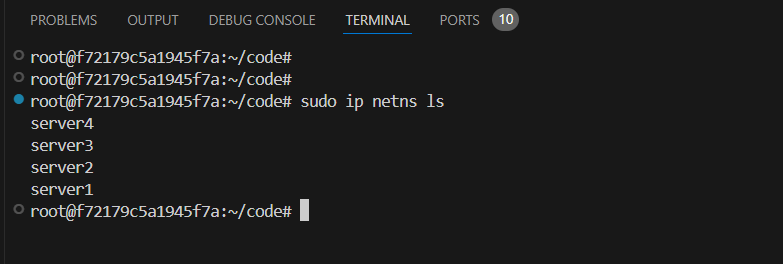 PROBLEMS OUTPUT DEBUG CONSOLE TERMINAL PORTS 10
root@f72179c5a1945f7a:~/code#
root@f72179c5a1945f7a:~/code#
root@f72179c5a1945f7a:~/code# sudo ip netns ls
server4
server3
server2
server1
root@f72179c5a1945f7a:~/code#